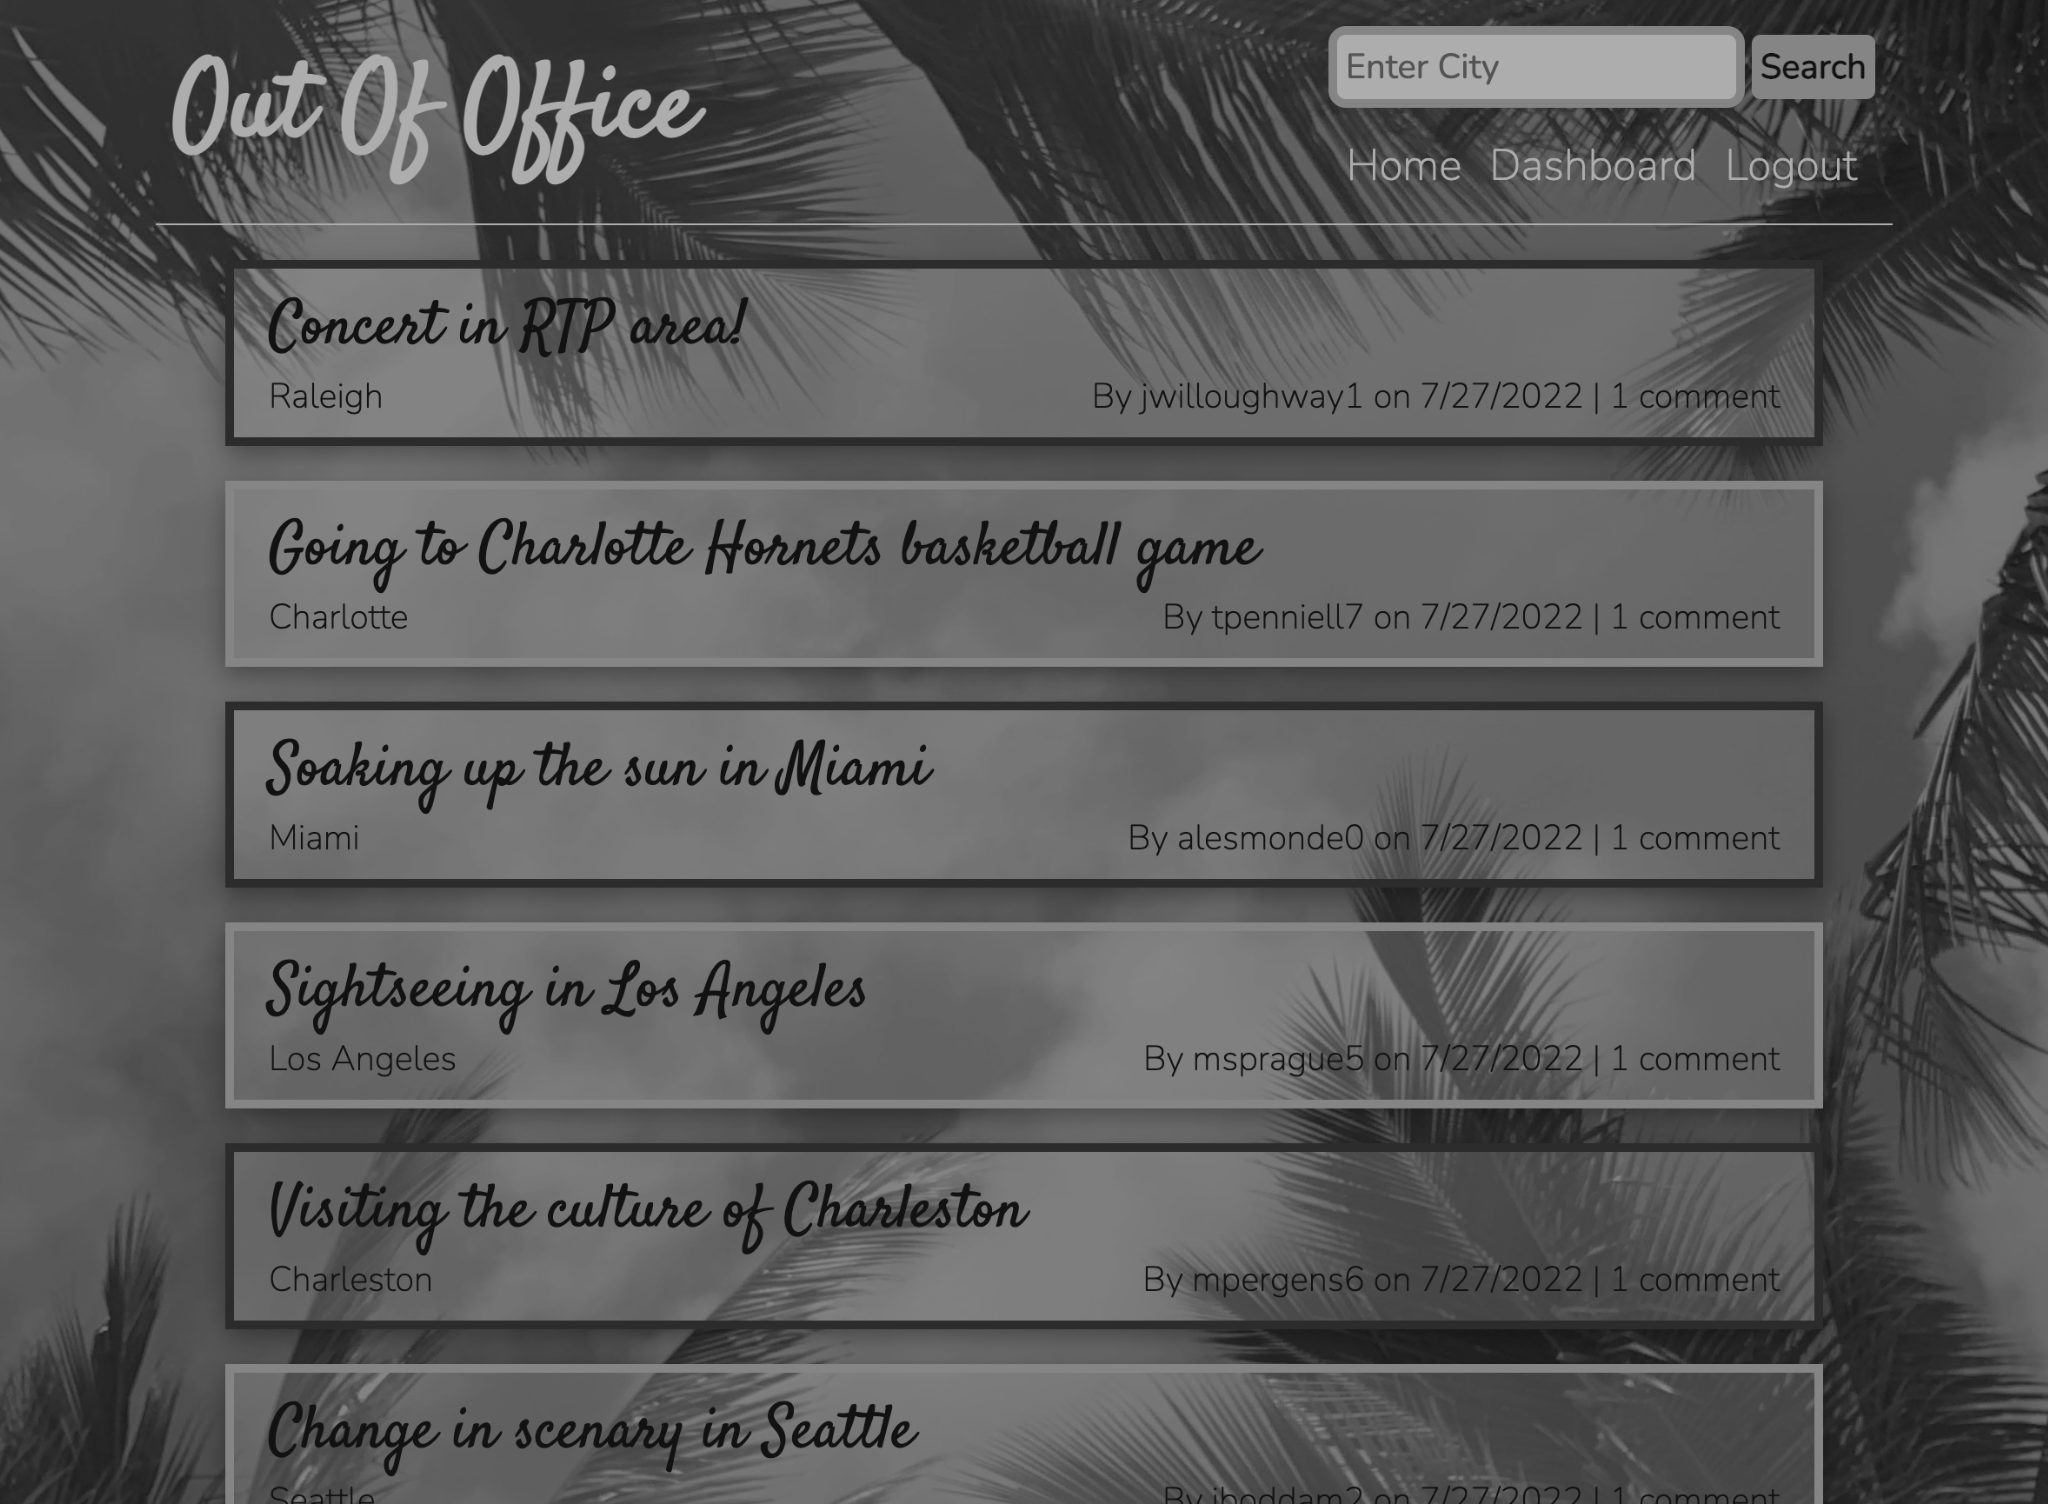 Out Of Office
Enter City
Search
Home Dashboard Logout
Concert in RTP area!
Raleigh
By jwilloughway1 on 7/27/2022 | 1 comment
Going to Charlotte Hornets basketball game
Charlotte
By tpenniell7 on 7/27/2022 | 1 comment
Soaking up the sun in Miami
Miami
By alesmonde0 on 7/27/2022 | 1 comment
Sightseeing in Los Angeles
Los Angeles
By msprague5 on 7/27/2022 | 1 comment
Visiting the culture of Charleston
Charleston
By mpergens6 on 7/27/2022 | 1 comment
Change in scenary in Seattle
Seattle
By jboddam2 on 7/27/2022 | 1 comment